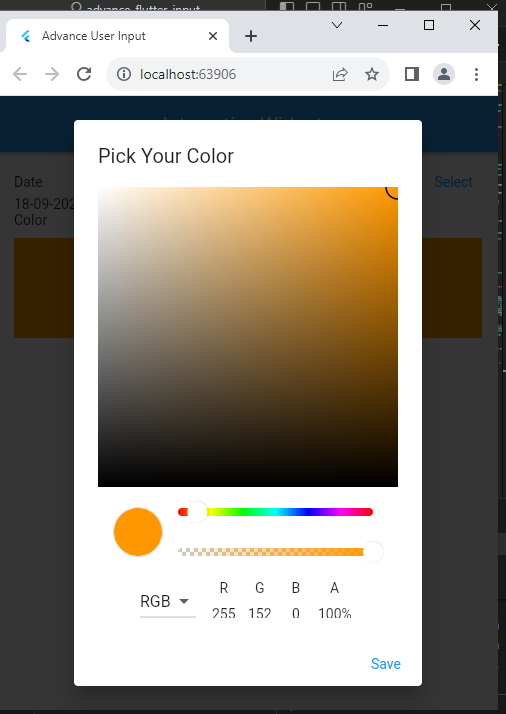 Advance User Input
localhost:63906
Pick Your Color
Date
Select
18-09-202
Color
RGB
R G B A
255 152 0 100%
Save